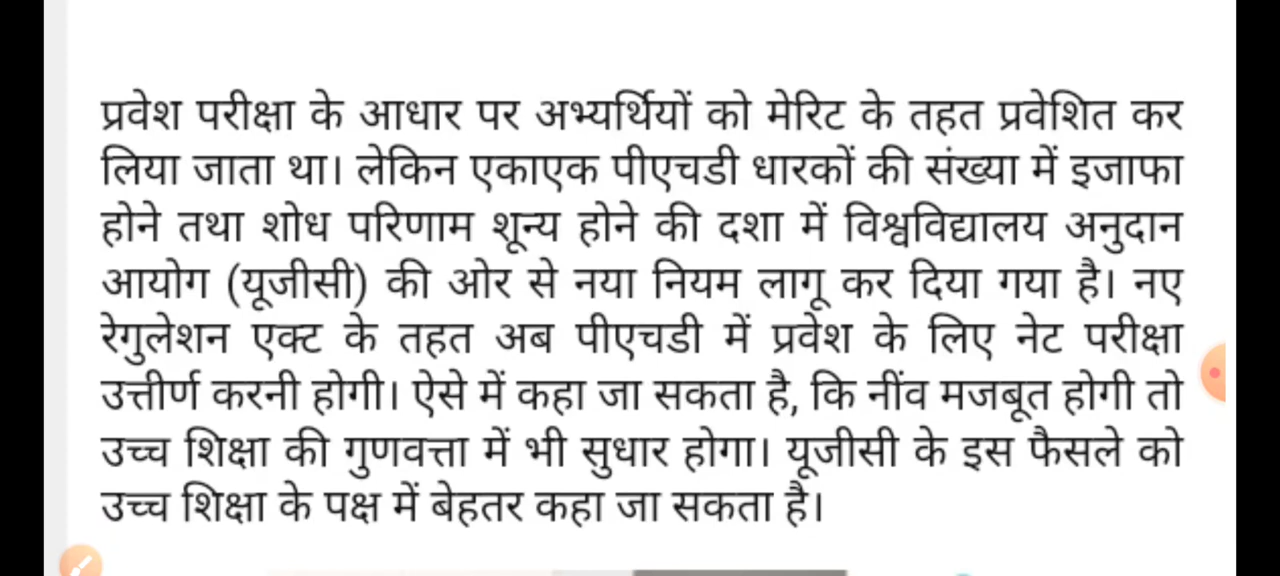 प्रवेश परीक्षा के आधार पर अभ्यर्थियों को मेरिट के तहत प्रवेशित कर
लिया जाता था। लेकिन एकाएक पीएचडी धारकों की संख्या में इजाफा
होने तथा शोध परिणाम शून्य होने की दशा में विश्वविद्यालय अनुदान
आयोग (यूजीसी) की ओर से नया नियम लागू कर दिया गया है। नए
रेगुलेशन एक्ट के तहत अब पीएचडी में प्रवेश के लिए नेट परीक्षा
उत्तीर्ण करनी होगी। ऐसे में कहा जा सकता है, कि नींव मजबूत होगी तो
उच्च शिक्षा की गुणवत्ता में भी सुधार होगा। यूजीसी के इस फैसले को
उच्च शिक्षा के पक्ष में बेहतर कहा जा सकता है।